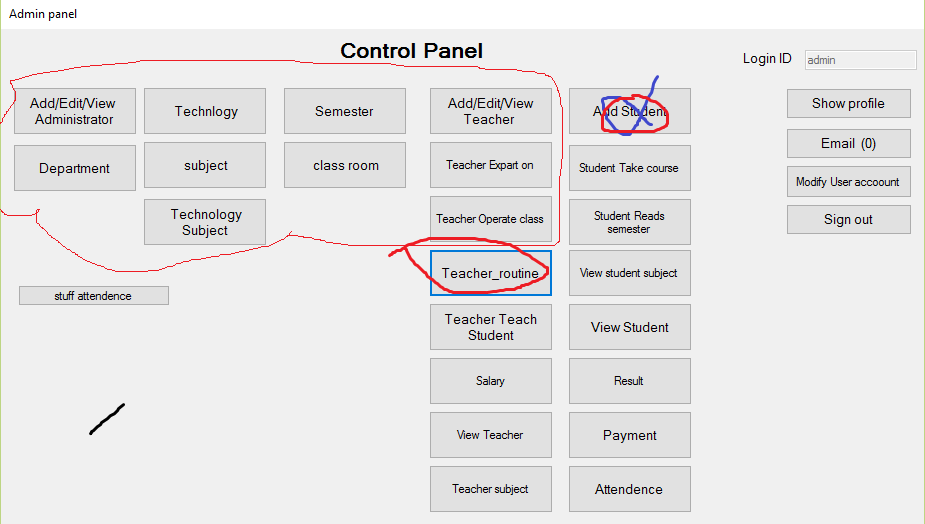 Admin panel
Control Panel
Login ID
admin
Add/Edit/View
Administrator
Technlogy
Semester
Add/Edit/View
Teacher
Add Student
Show profile
Department
subject
class room
Teacher Expart on
Student Take course
Email (0)
Modify User accoount
Technology
Subject
Teacher Operate class
Student Reads
semester
Sign out
Teacher_routine
View student subject
stuff attendence
Teacher Teach
Student
View Student
Salary
Result
View Teacher
Payment
Teacher subject
Attendence